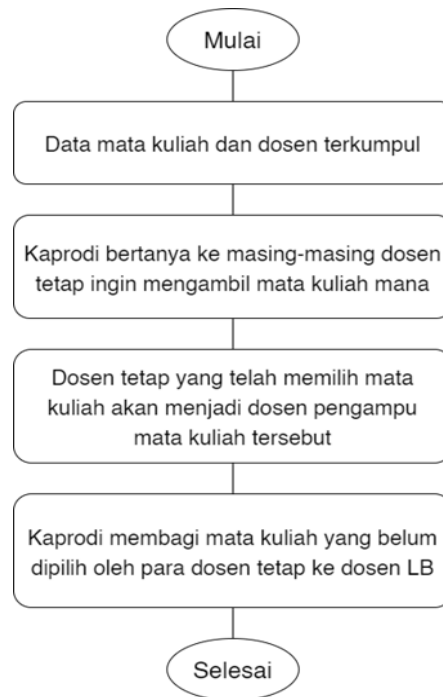 Mulai
Data mata kuliah dan dosen terkumpul
Kaprodi bertanya ke masing-masing dosen
tetap ingin mengambil mata kuliah mana
Dosen tetap yang telah memilih mata
kuliah akan menjadi dosen pengampu
mata kuliah tersebut
Kaprodi membagi mata kuliah yang belum
dipilih oleh para dosen tetap ke dosen LB
Selesai